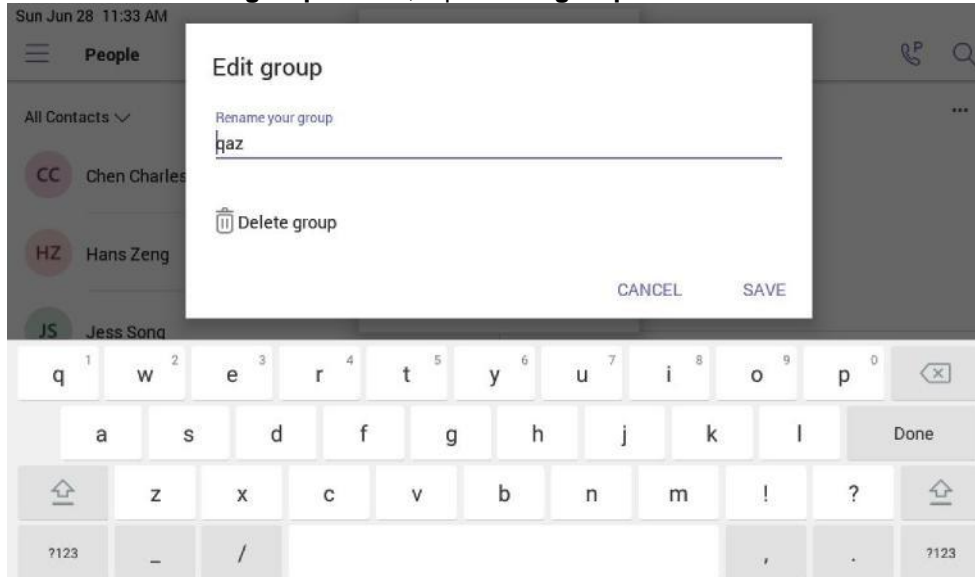 Sun Jun 28 11:33 AM
People
Edit group
All Contacts
Rename your group
qaz
CC Chen Charles
Delete group
HZ Hans Zeng
CANCEL SAVE
JS Jess Song
q 1 w 2 e 3 r 4 t 5 y 6 u 7 i 8 o 9 p 0
a s d f g h j k l Done
z x c v b n m ! ?
?123 _ / , . ?123